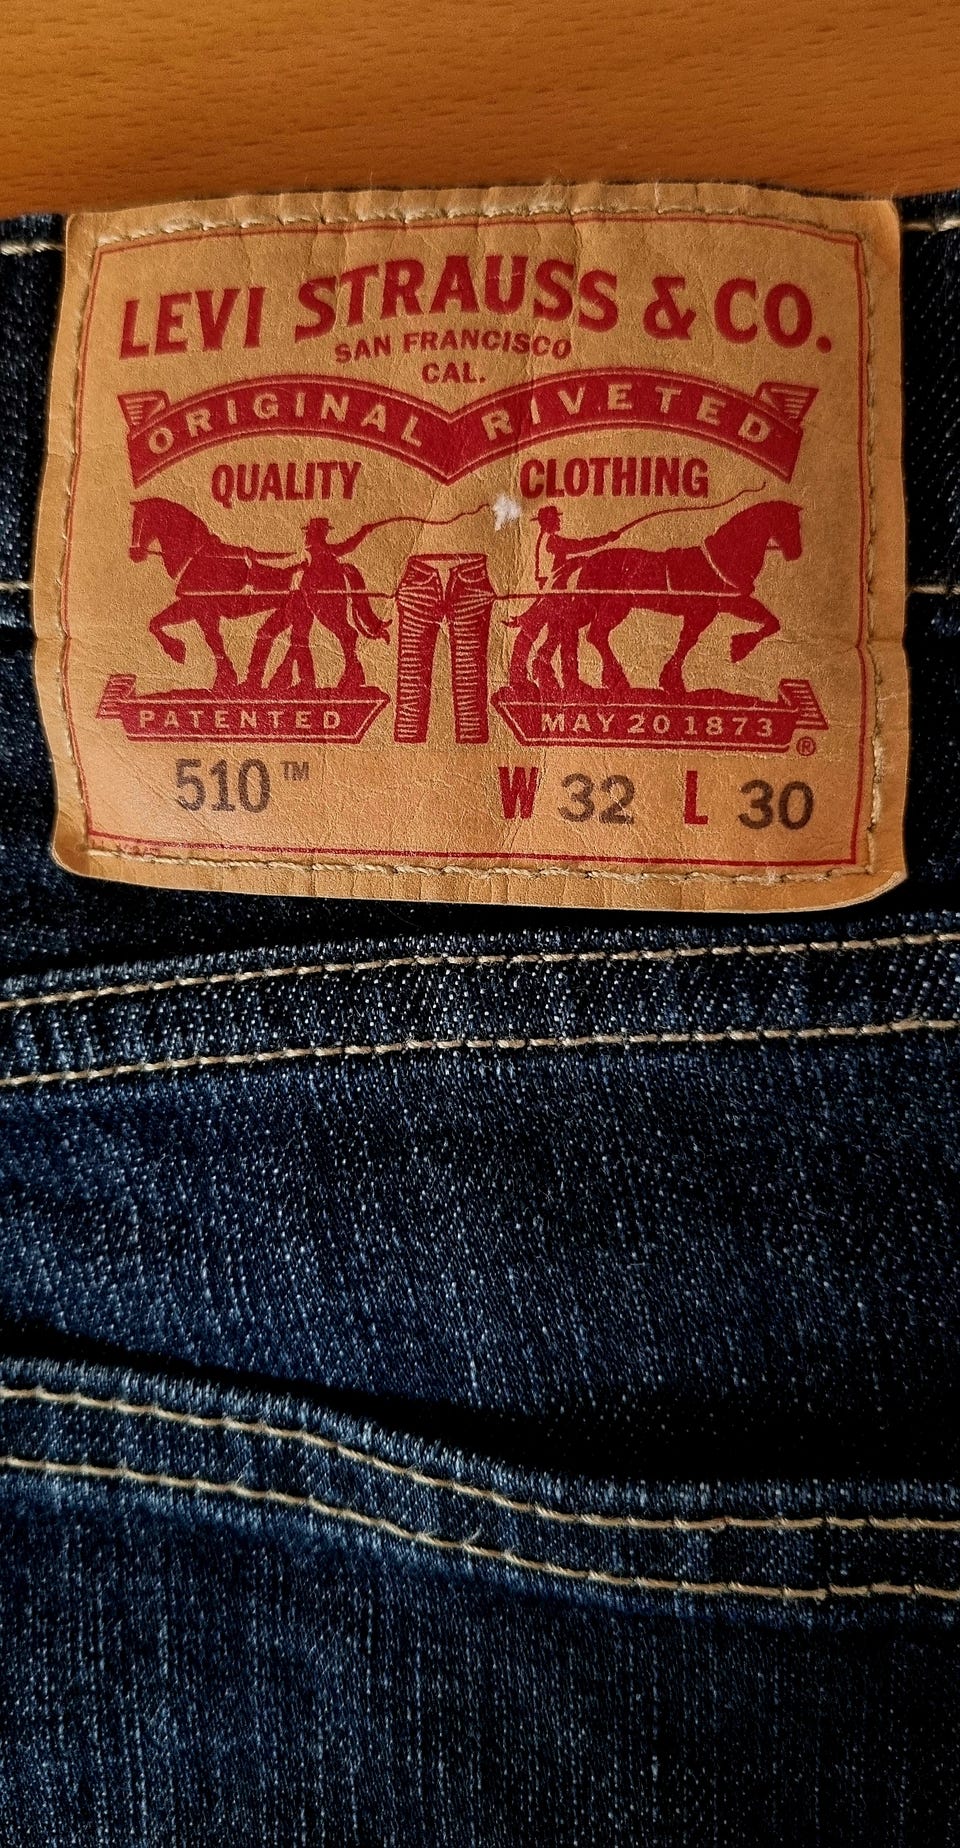 LEVI STRAUSS & CO.
SAN FRANCISCO
CAL.
ORIGINAL RIVETED
QUALITY CLOTHING
PATENTED MAY 20 1873 ®
510™ W 32 L 30